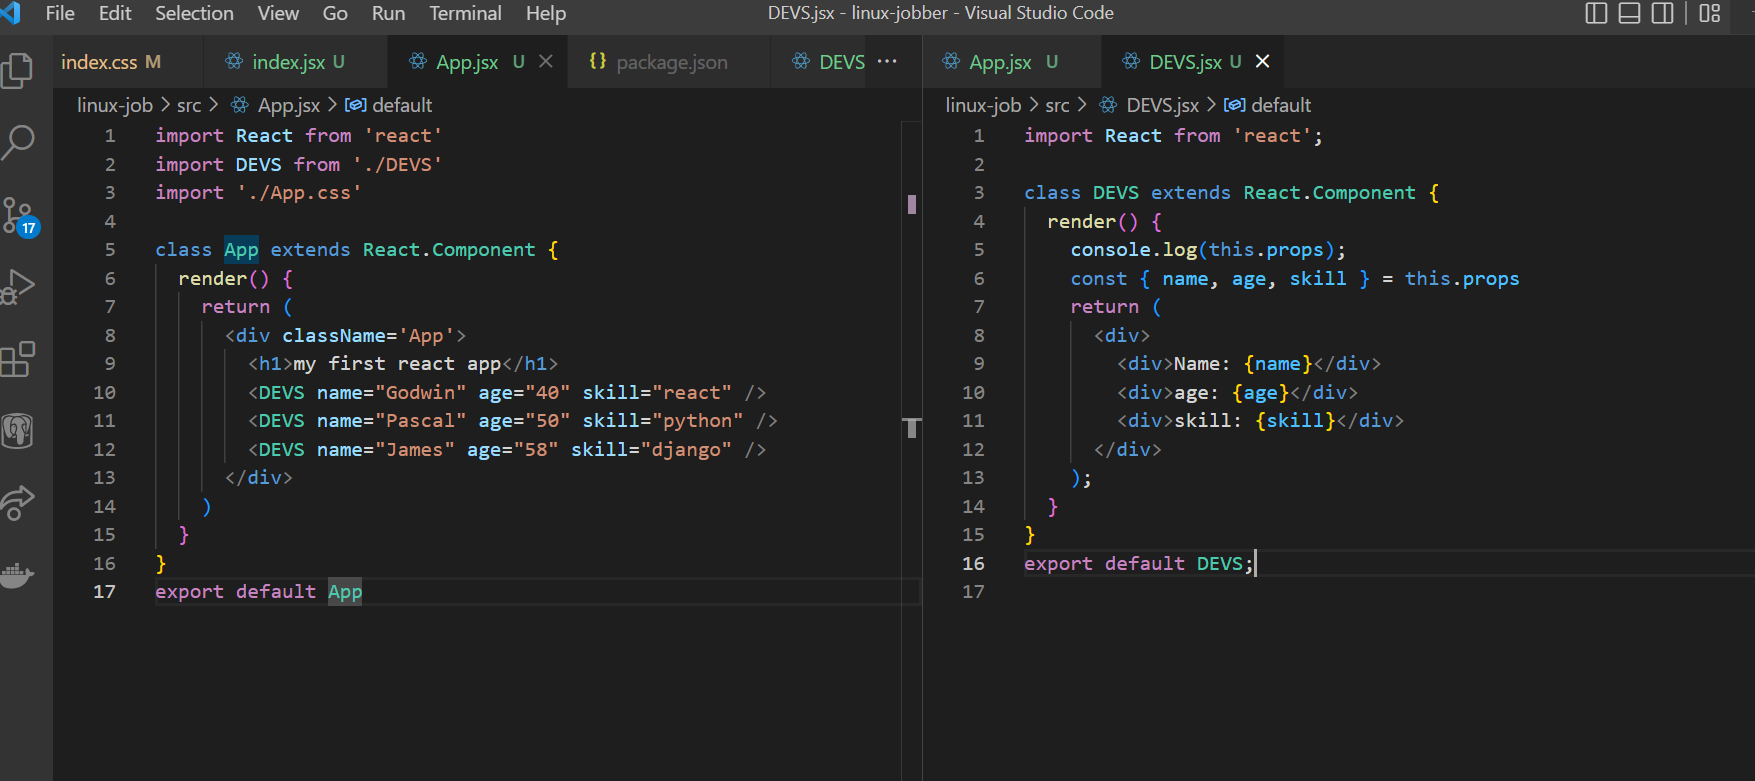 File Edit Selection View Go Run Terminal Help DEVS.jsx - linux-jobber - Visual Studio Code
index.css M index.jsx U App.jsx U {} package.json DEVS ···
linux-job > src > App.jsx > default
1 import React from 'react'
2 import DEVS from './DEVS'
3 import './App.css'
4
5 class App extends React.Component {
6 render() {
7 return (
8 <div className='App'>
9 <h1>my first react app</h1>
10 <DEVS name="Godwin" age="40" skill="react" />
11 <DEVS name="Pascal" age="50" skill="python" />
12 <DEVS name="James" age="58" skill="django" />
13 </div>
14 )
15 }
16 }
17 export default App
App.jsx U DEVS.jsx U
linux-job > src > DEVS.jsx > default
1 import React from 'react';
2
3 class DEVS extends React.Component {
4 render() {
5 console.log(this.props);
6 const { name, age, skill } = this.props
7 return (
8 <div>
9 <div>Name: {name}</div>
10 <div>age: {age}</div>
11 <div>skill: {skill}</div>
12 </div>
13 );
14 }
15 }
16 export default DEVS;
17
17